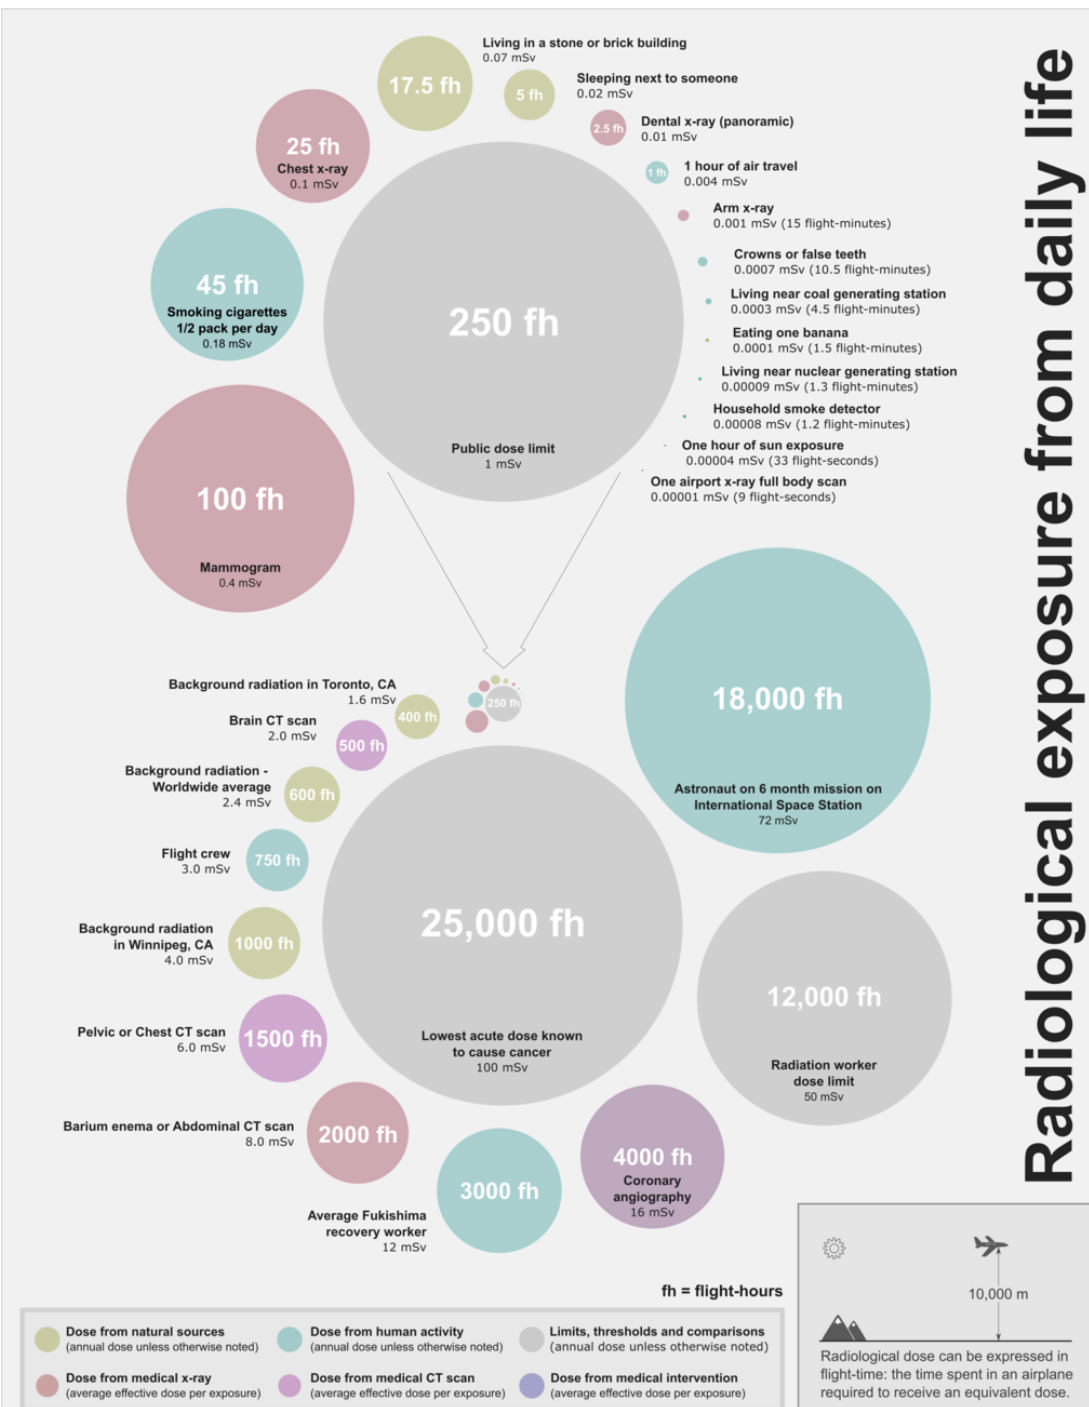 Radiological exposure from daily life
17.5 fh
Living in a stone or brick building
0.07 mSv
5 fh
Sleeping next to someone
0.02 mSv
2.5 fh
Dental x-ray (panoramic)
0.01 mSv
1 fh
1 hour of air travel
0.004 mSv
Arm x-ray
0.001 mSv (15 flight-minutes)
Crowns or false teeth
0.0007 mSv (10.5 flight-minutes)
Living near coal generating station
0.0003 mSv (4.5 flight-minutes)
Eating one banana
0.0001 mSv (1.5 flight-minutes)
Living near nuclear generating station
0.00009 mSv (1.3 flight-minutes)
Household smoke detector
0.00008 mSv (1.2 flight-minutes)
One hour of sun exposure
0.00004 mSv (33 flight-seconds)
One airport x-ray full body scan
0.00001 mSv (9 flight-seconds)
25 fh
Chest x-ray
0.1 mSv
45 fh
Smoking cigarettes
1/2 pack per day
0.18 mSv
100 fh
Mammogram
0.4 mSv
250 fh
Public dose limit
1 mSv
250 fh
Background radiation in Toronto, CA
1.6 mSv
400 fh
Brain CT scan
2.0 mSv
500 fh
Background radiation -
Worldwide average
2.4 mSv
600 fh
Flight crew
3.0 mSv
750 fh
Background radiation
in Winnipeg, CA
4.0 mSv
1000 fh
Pelvic or Chest CT scan
6.0 mSv
1500 fh
Barium enema or Abdominal CT scan
8.0 mSv
2000 fh
Average Fukishima
recovery worker
12 mSv
3000 fh
4000 fh
Coronary
angiography
16 mSv
12,000 fh
Radiation worker
dose limit
50 mSv
18,000 fh
Astronaut on 6 month mission on
International Space Station
72 mSv
25,000 fh
Lowest acute dose known
to cause cancer
100 mSv
fh = flight-hours
Dose from natural sources
(annual dose unless otherwise noted)
Dose from human activity
(annual dose unless otherwise noted)
Limits, thresholds and comparisons
(annual dose unless otherwise noted)
Dose from medical x-ray
(average effective dose per exposure)
Dose from medical CT scan
(average effective dose per exposure)
Dose from medical intervention
(average effective dose per exposure)
10,000 m
Radiological dose can be expressed in
flight-time: the time spent in an airplane
required to receive an equivalent dose.